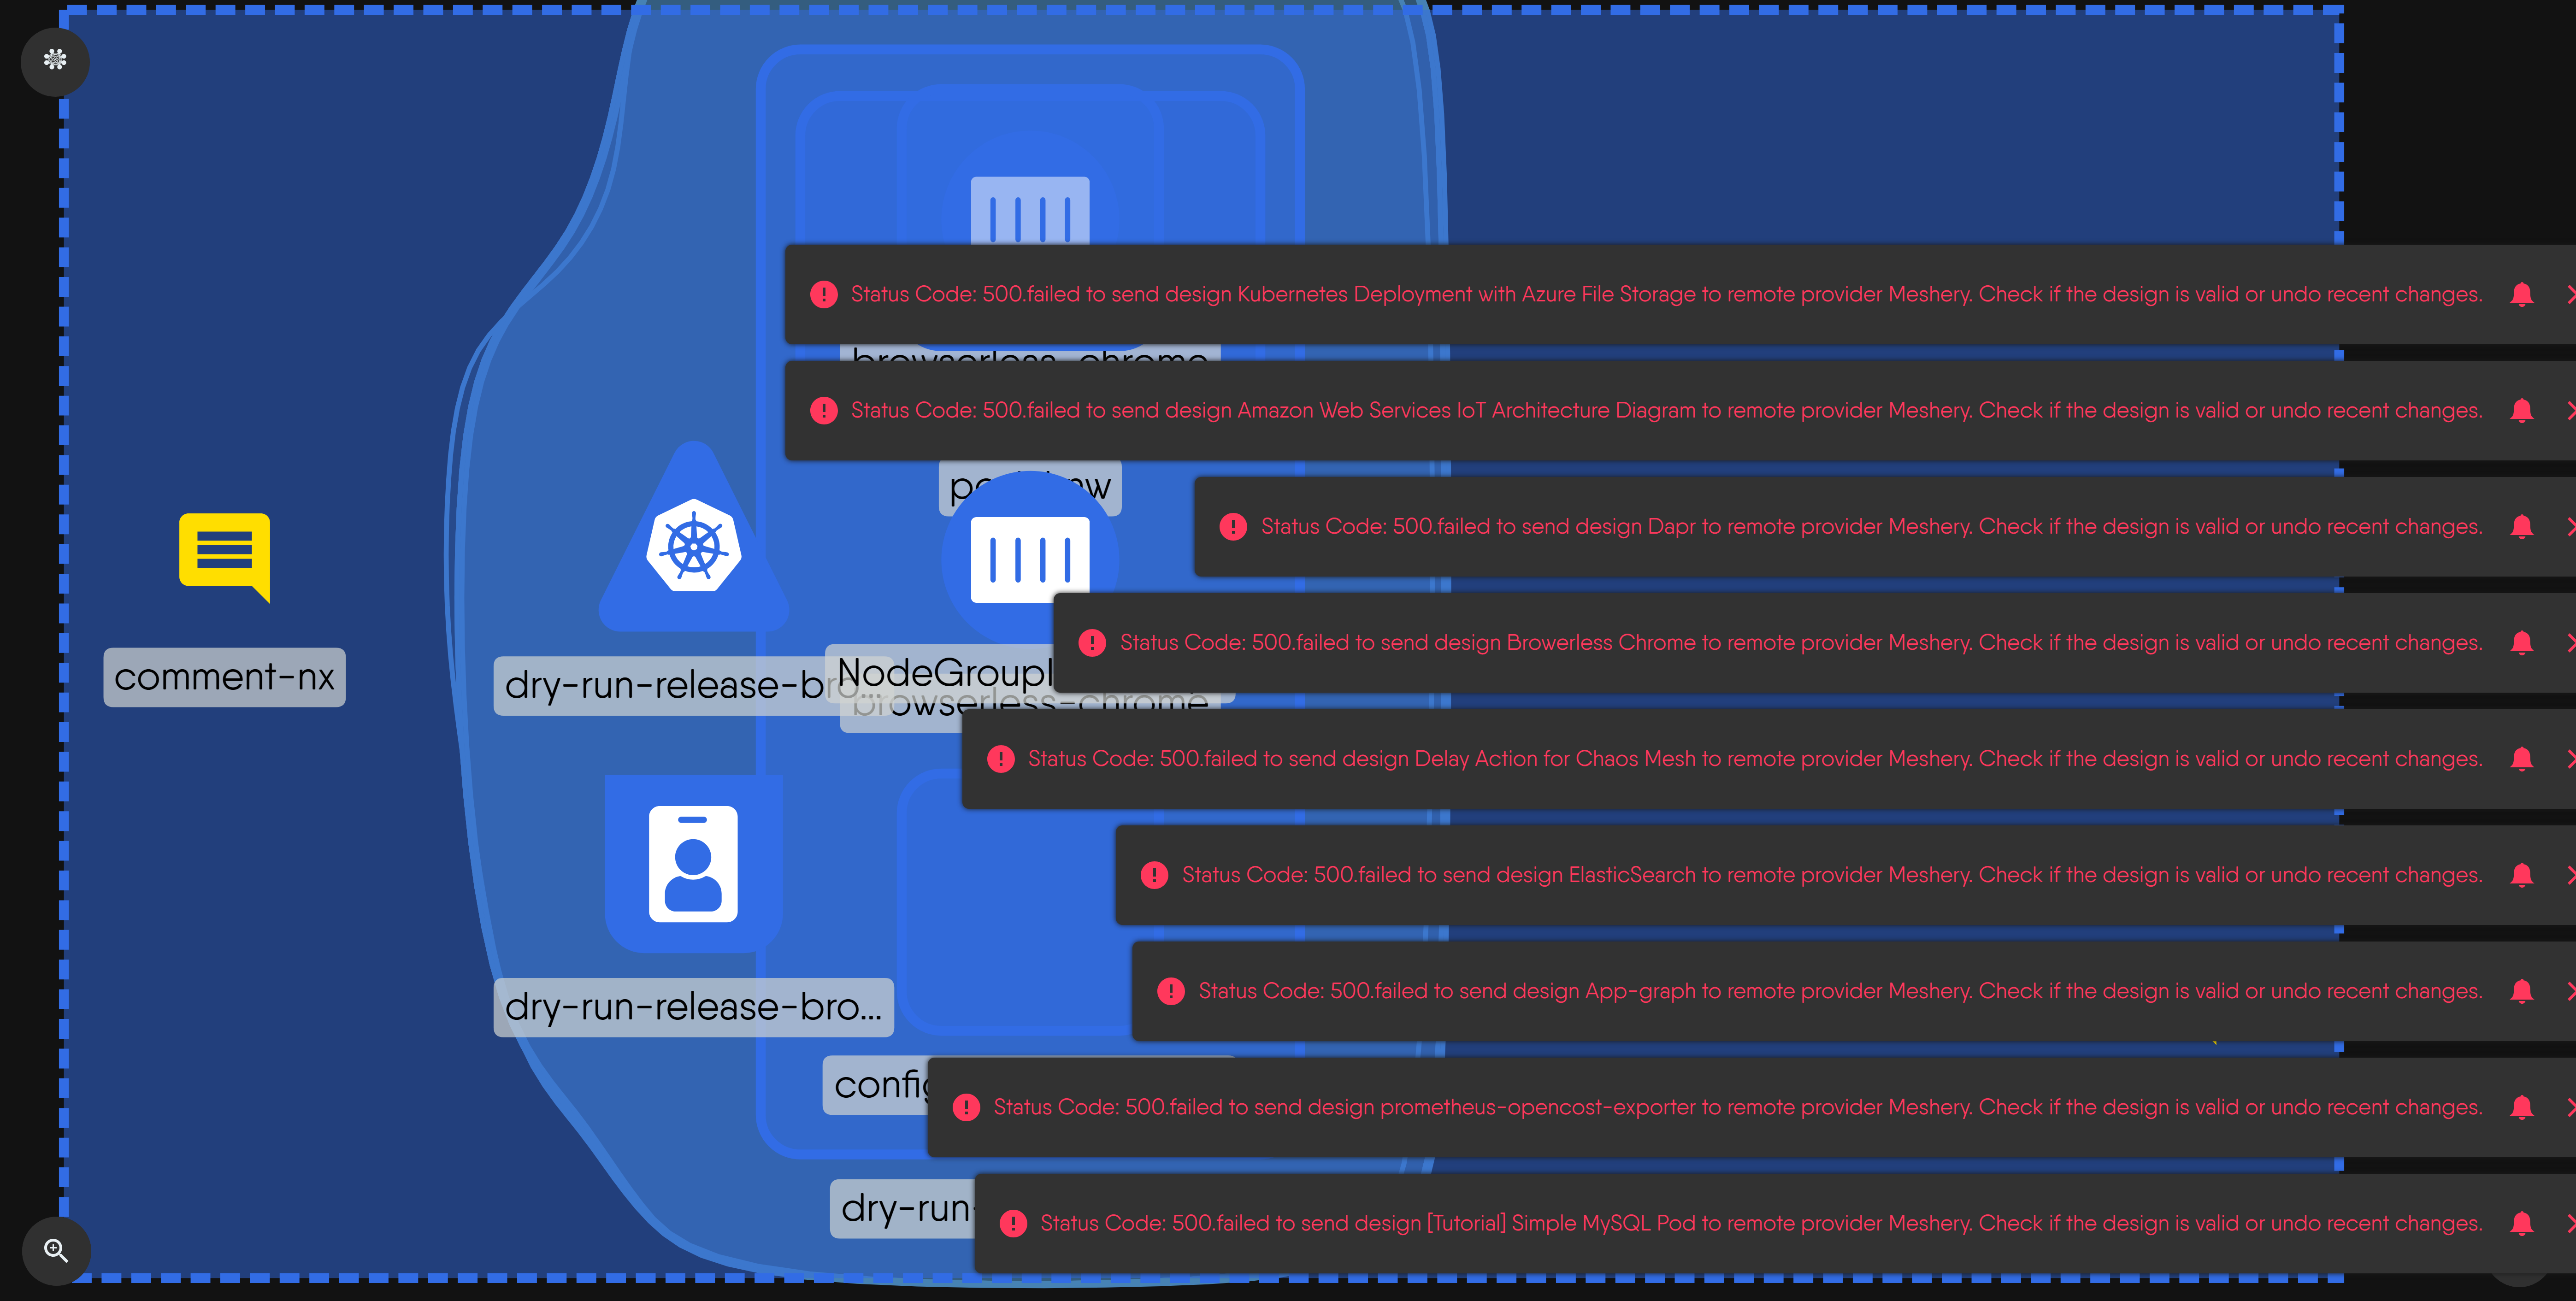 Status Code: 500.failed to send design Kubernetes Deployment with Azure File Storage to remote provider Meshery. Check if the design is valid or undo recent changes.
browserless-chrome
Status Code: 500.failed to send design Amazon Web Services IoT Architecture Diagram to remote provider Meshery. Check if the design is valid or undo recent changes.
Status Code: 500.failed to send design Dapr to remote provider Meshery. Check if the design is valid or undo recent changes.
Status Code: 500.failed to send design Browerless Chrome to remote provider Meshery. Check if the design is valid or undo recent changes.
comment-nx
dry-run-release-bro...
browserless-chrome
Status Code: 500.failed to send design Delay Action for Chaos Mesh to remote provider Meshery. Check if the design is valid or undo recent changes.
Status Code: 500.failed to send design ElasticSearch to remote provider Meshery. Check if the design is valid or undo recent changes.
Status Code: 500.failed to send design App-graph to remote provider Meshery. Check if the design is valid or undo recent changes.
dry-run-release-bro...
Status Code: 500.failed to send design prometheus-opencost-exporter to remote provider Meshery. Check if the design is valid or undo recent changes.
dry-run-
Status Code: 500.failed to send design [Tutorial] Simple MySQL Pod to remote provider Meshery. Check if the design is valid or undo recent changes.